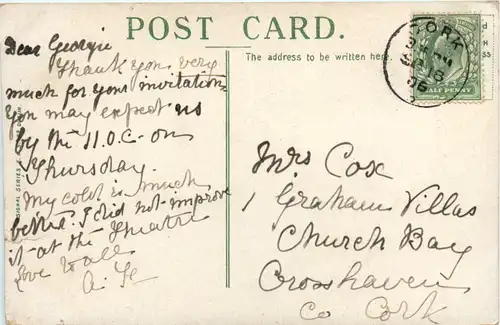 POST CARD.
The address to be written here.
Dear Georgie
Thank you very
much for your invitation
You may expect us
by the 11.0.C. on
Thursday.
My cold is much
better. I did not improve
it at the Theatre
Love to all
Mrs Cox
1 Graham Villas
Church Bay
Crosshaven
Co Cork
CORK
HALF PENNY